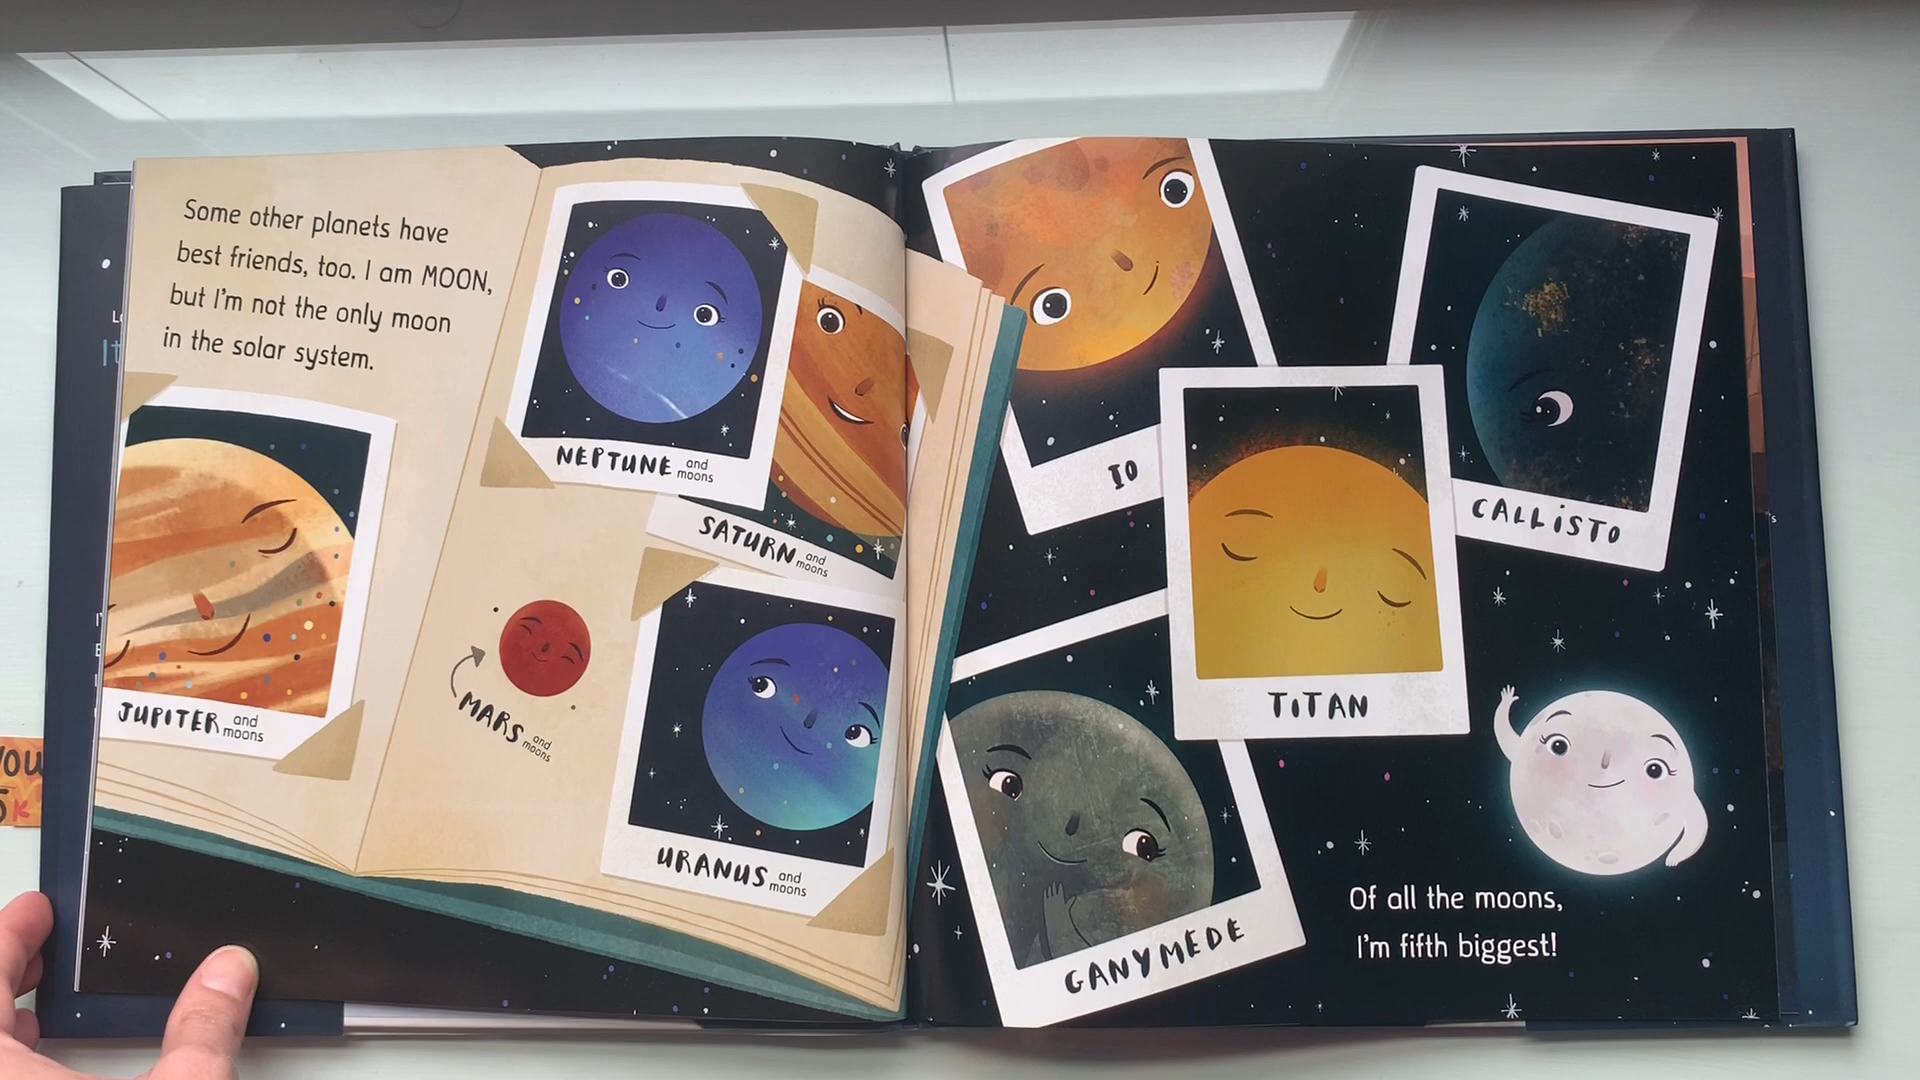 Some other planets have
best friends, too. I am MOON,
but I'm not the only moon
in the solar system.
NEPTUNE and moons
SATURN and moons
JUPITER and moons
MARS and moons
URANUS and moons
IO
CALLiSTO
TiTAN
GANYMEDE
Of all the moons,
I'm fifth biggest!